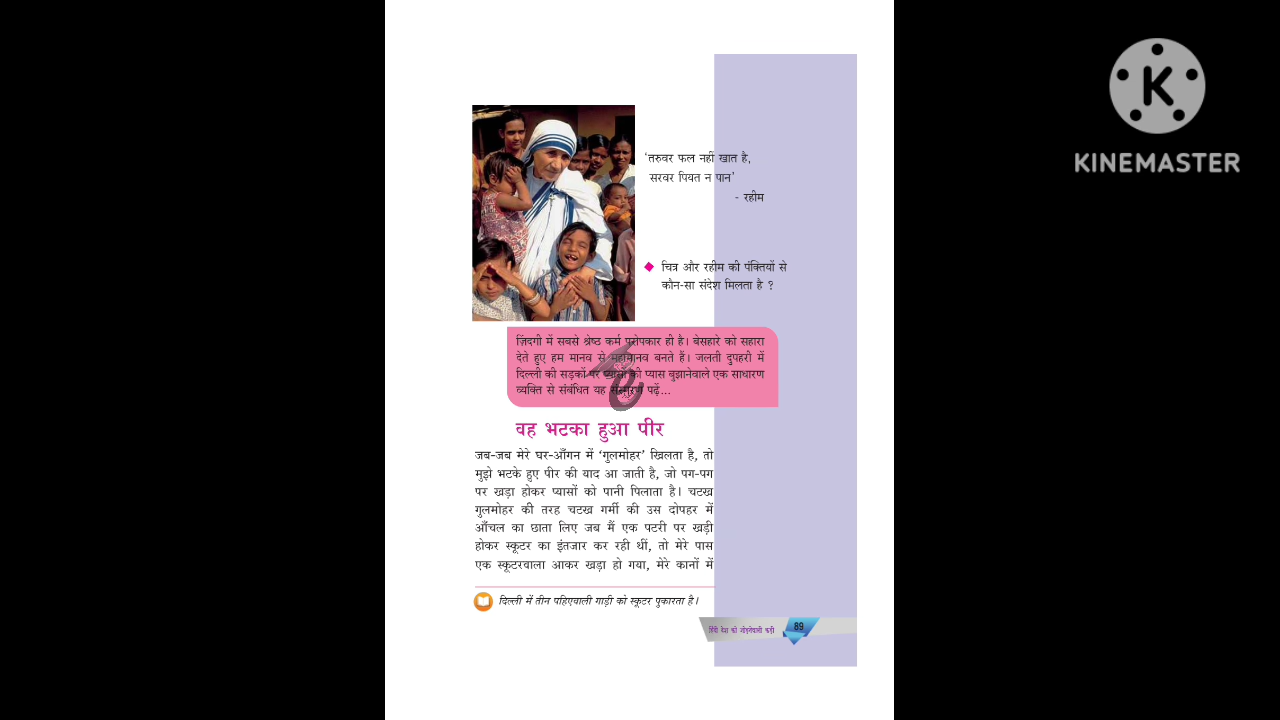 KINEMASTER
'तरुवर फल नहीं खात है,
सरवर पियत न पान'
- रहीम
चित्र और रहीम की पंक्तियों से
कौन-सा संदेश मिलता है ?
ज़िंदगी में सबसे श्रेष्ठ कर्म परोपकार ही है। बेसहारे को सहारा
देते हुए हम मानव से महामानव बनते हैं। जलती दुपहरी में
दिल्ली की सड़कों पर प्यासों की प्यास बुझानेवाले एक साधारण
व्यक्ति से संबंधित यह संस्मरण पढ़ें...
वह भटका हुआ पीर
जब-जब मेरे घर-आँगन में 'गुलमोहर' खिलता है, तो
मुझे भटके हुए पीर की याद आ जाती है, जो पग-पग
पर खड़ा होकर प्यासों को पानी पिलाता है। चटख
गुलमोहर की तरह चटख गर्मी की उस दोपहर में
आँचल का छाता लिए जब मैं एक पटरी पर खड़ी
होकर स्कूटर का इंतजार कर रही थीं, तो मेरे पास
एक स्कूटरवाला आकर खड़ा हो गया, मेरे कानों में
दिल्ली में तीन पहिएवाली गाड़ी को स्कूटर पुकारता है।
हिंदी देश को जोड़नेवाली कड़ी
89